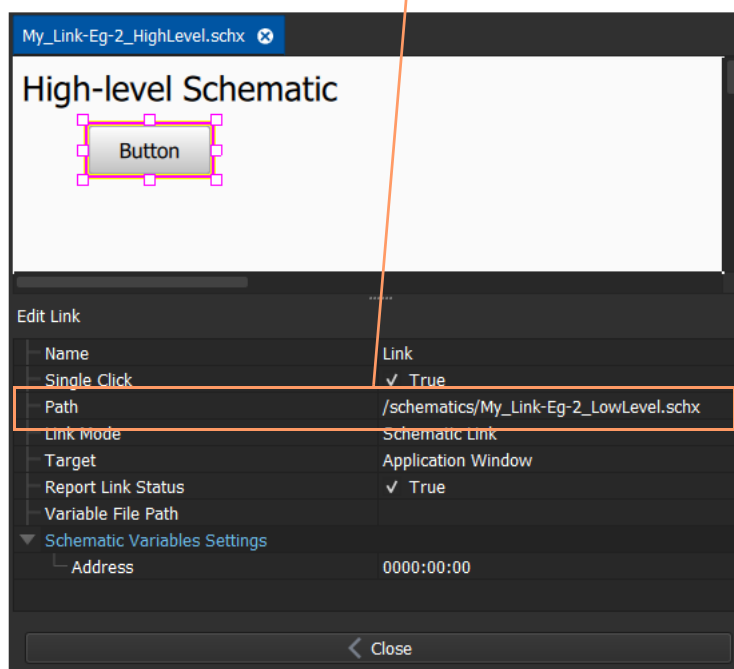 My_Link-Eg-2_HighLevel.schx
High-level Schematic
Button
Edit Link
Name Link
Single Click ✓ True
Path /schematics/My_Link-Eg-2_LowLevel.schx
Link Mode Schematic Link
Target Application Window
Report Link Status ✓ True
Variable File Path
Schematic Variables Settings
Address 0000:00:00
Close